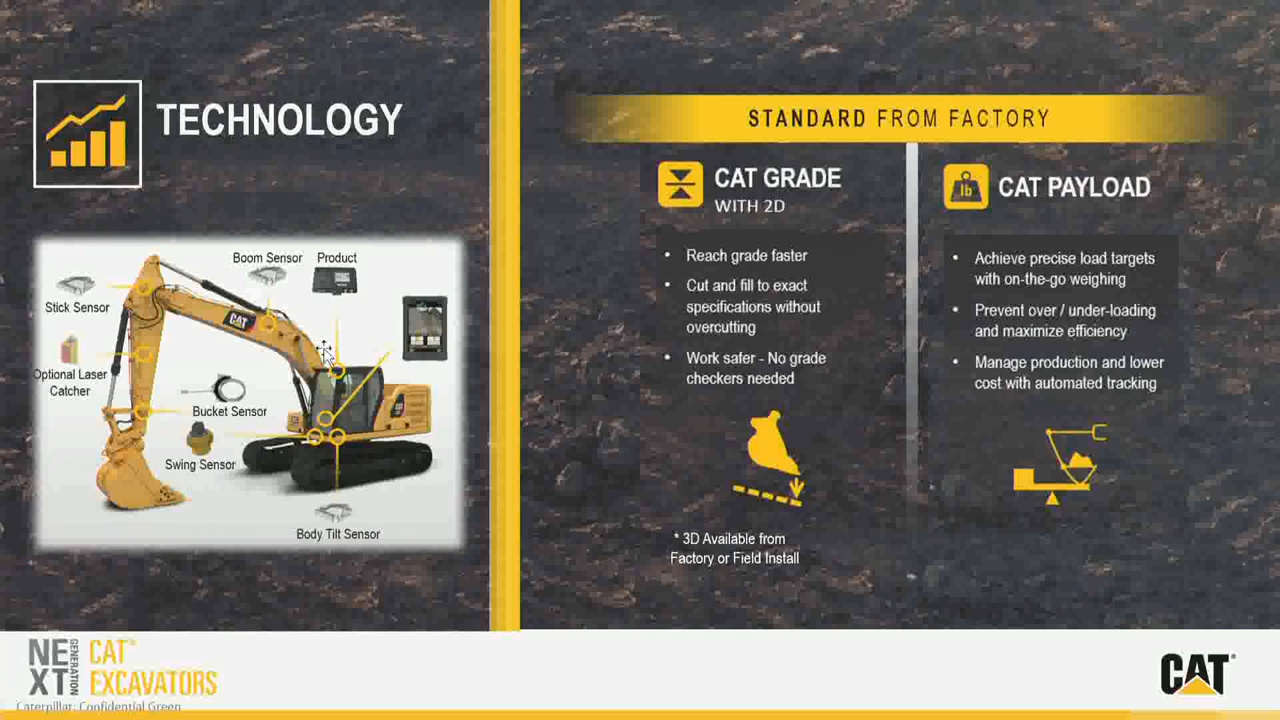 TECHNOLOGY
Boom Sensor
Product
Stick Sensor
CAT
Optional Laser
Catcher
Bucket Sensor
Swing Sensor
Body Tilt Sensor
STANDARD FROM FACTORY
CAT GRADE
WITH 2D
• Reach grade faster
• Cut and fill to exact
specifications without
overcutting
• Work safer - No grade
checkers needed
* 3D Available from
Factory or Field Install
lb
CAT PAYLOAD
• Achieve precise load targets
with on-the-go weighing
• Prevent over / under-loading
and maximize efficiency
• Manage production and lower
cost with automated tracking
NEXT
GENERATION
CAT®
EXCAVATORS
Caterpillar: Confidential Green
CAT®